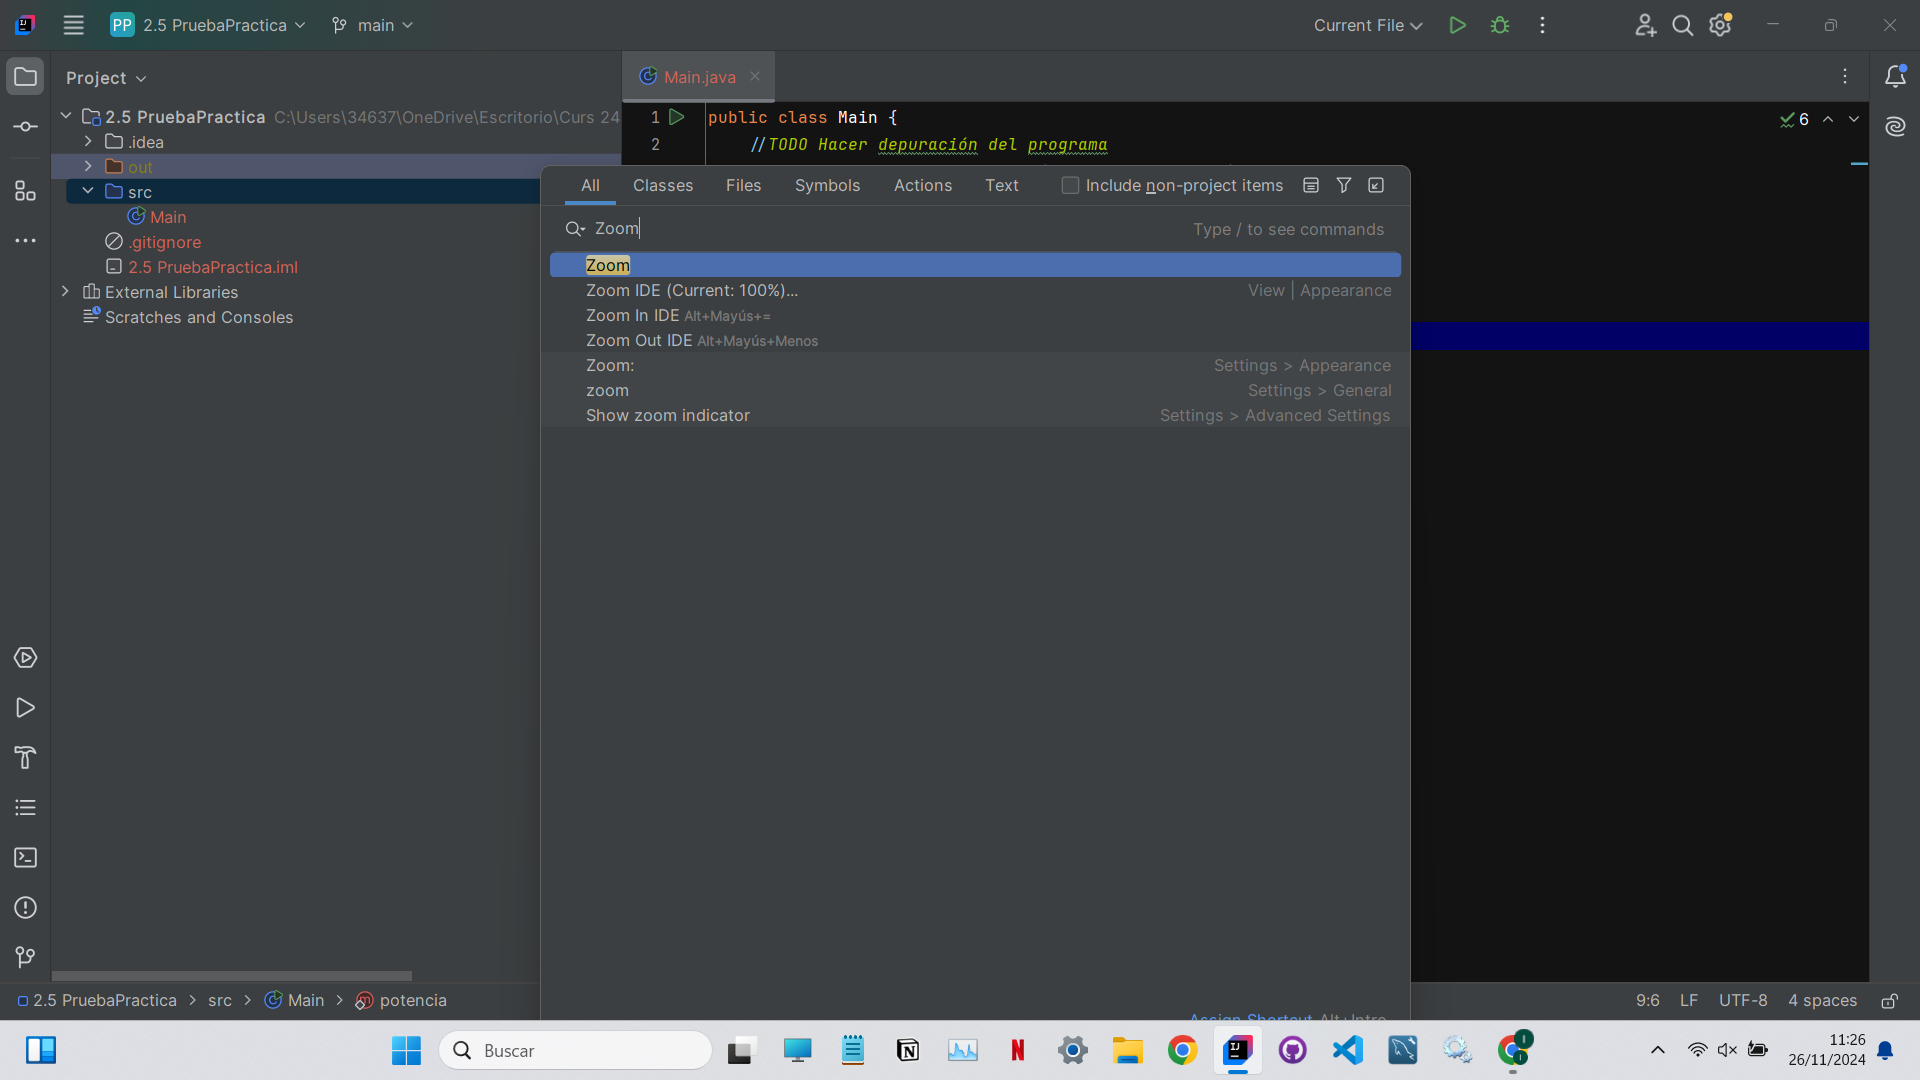 PP 2.5 PruebaPractica main Current File
Project
Main.java
2.5 PruebaPractica C:\Users\34637\OneDrive\Escritorio\Curs 24
.idea
out
src
Main
.gitignore
2.5 PruebaPractica.iml
External Libraries
Scratches and Consoles
1 public class Main {
2 //TODO Hacer depuración del programa
6
All Classes Files Symbols Actions Text Include non-project items
Zoom Type / to see commands
Zoom
Zoom IDE (Current: 100%)... View | Appearance
Zoom In IDE Alt+Mayús+=
Zoom Out IDE Alt+Mayús+Menos
Zoom: Settings > Appearance
zoom Settings > General
Show zoom indicator Settings > Advanced Settings
Assign Shortcut Alt+Intro
2.5 PruebaPractica > src > Main > potencia
9:6 LF UTF-8 4 spaces
Buscar
11:26
26/11/2024